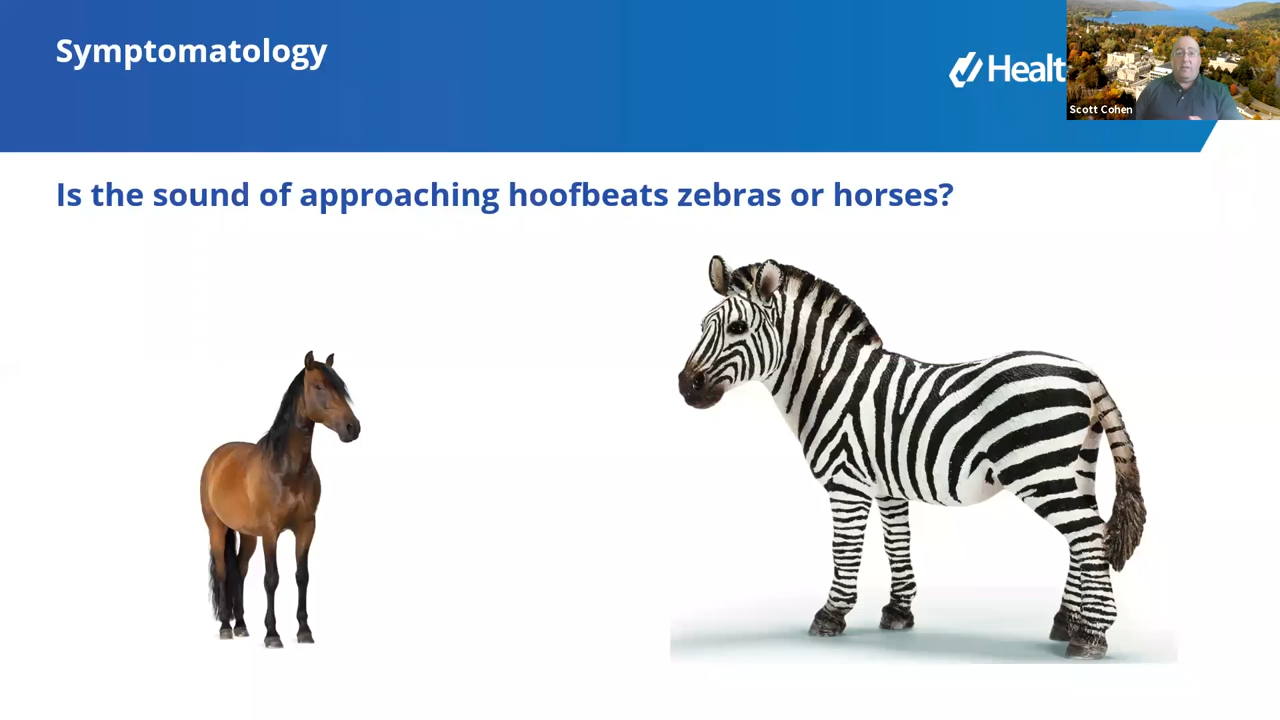 Symptomatology
Healt
Scott Cohen
Is the sound of approaching hoofbeats zebras or horses?